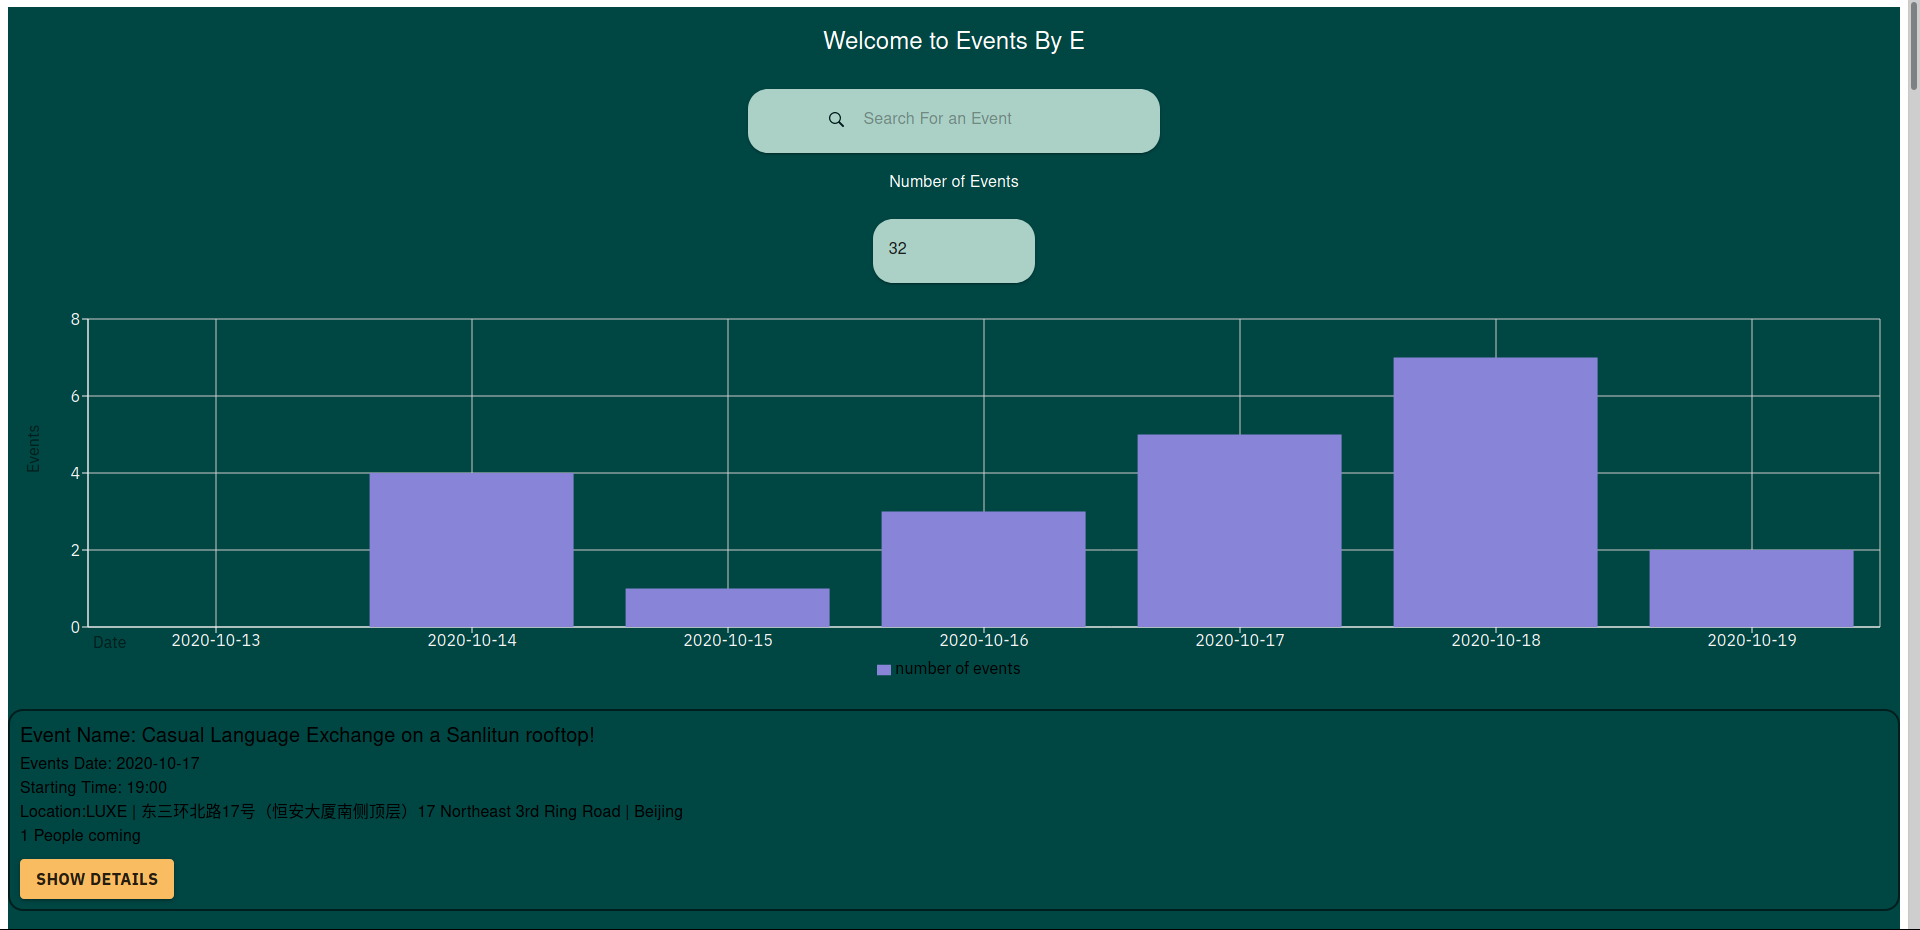 Welcome to Events By E
Search For an Event
Number of Events
32
8
6
4
2
0
Events
Date
2020-10-13 2020-10-14 2020-10-15 2020-10-16 2020-10-17 2020-10-18 2020-10-19
number of events
Event Name: Casual Language Exchange on a Sanlitun rooftop!
Events Date: 2020-10-17
Starting Time: 19:00
Location:LUXE | 东三环北路17号（恒安大厦南侧顶层）17 Northeast 3rd Ring Road | Beijing
1 People coming
SHOW DETAILS